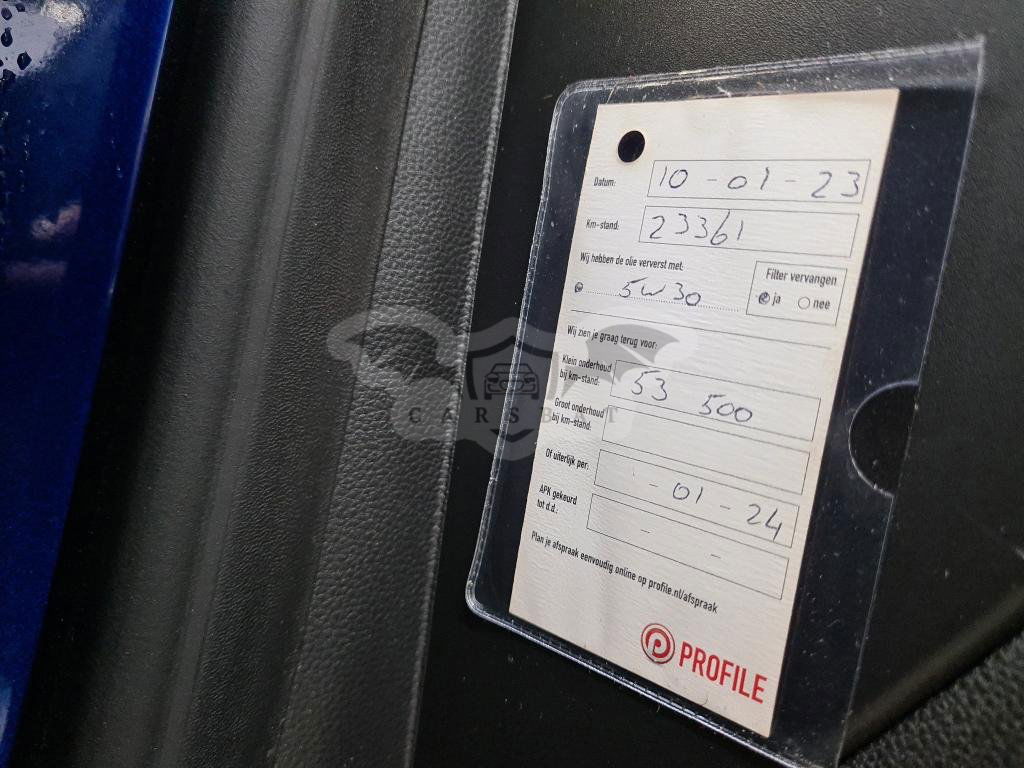 Datum: 10 - 01 - 23
Km-stand: 23361
Wij hebben de olie ververst met:
5W30
Filter vervangen
ja nee
Wij zien je graag terug voor:
Klein onderhoud
bij km-stand: 53 500
Groot onderhoud
bij km-stand:
Of uiterlijk per: - 01 - 24
APK gekeurd
tot d.d.: - -
Plan je afspraak eenvoudig online op profile.nl/afspraak
PROFILE
CARSBAT